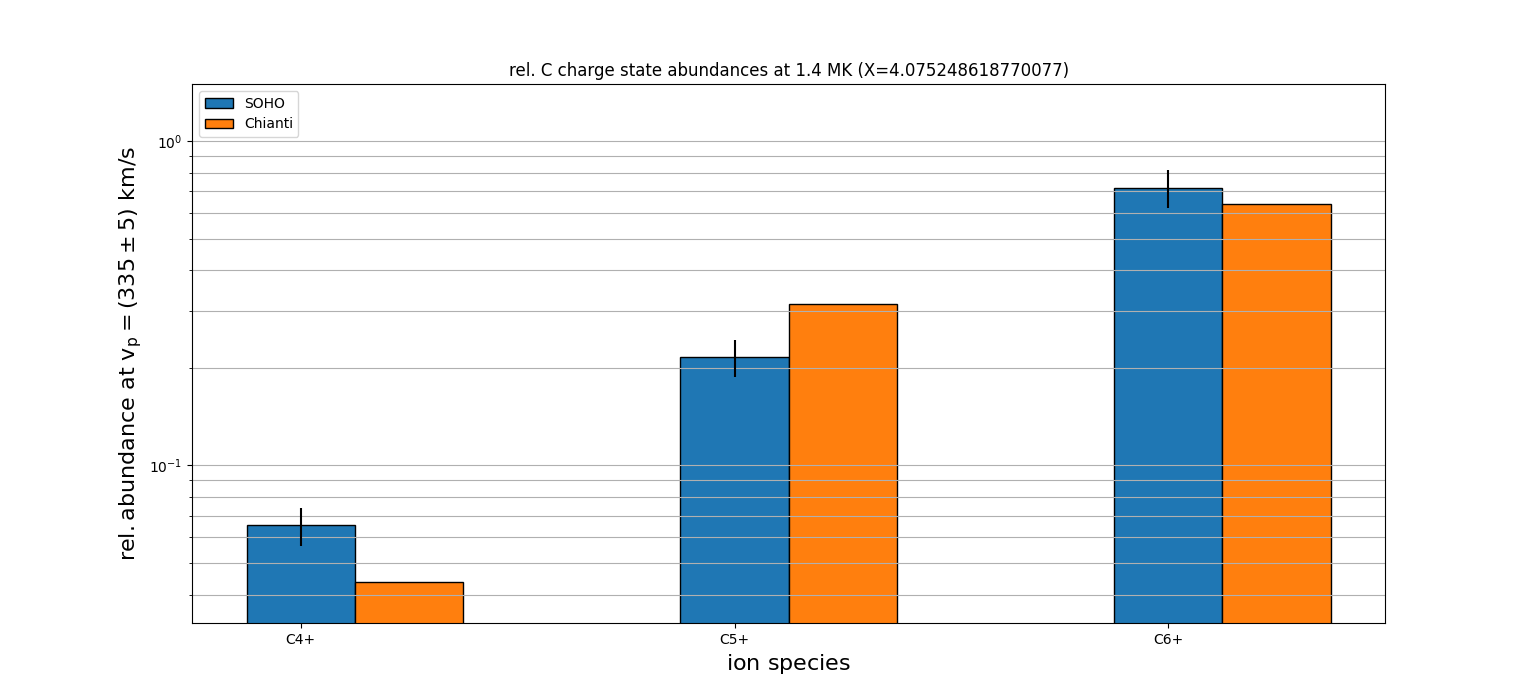 rel. C charge state abundances at 1.4 MK (X=4.075248618770077)
SOHO
Chianti
10⁰
10⁻¹
rel. abundance at vₚ = (335 ± 5) km/s
C4+
C5+
C6+
ion species